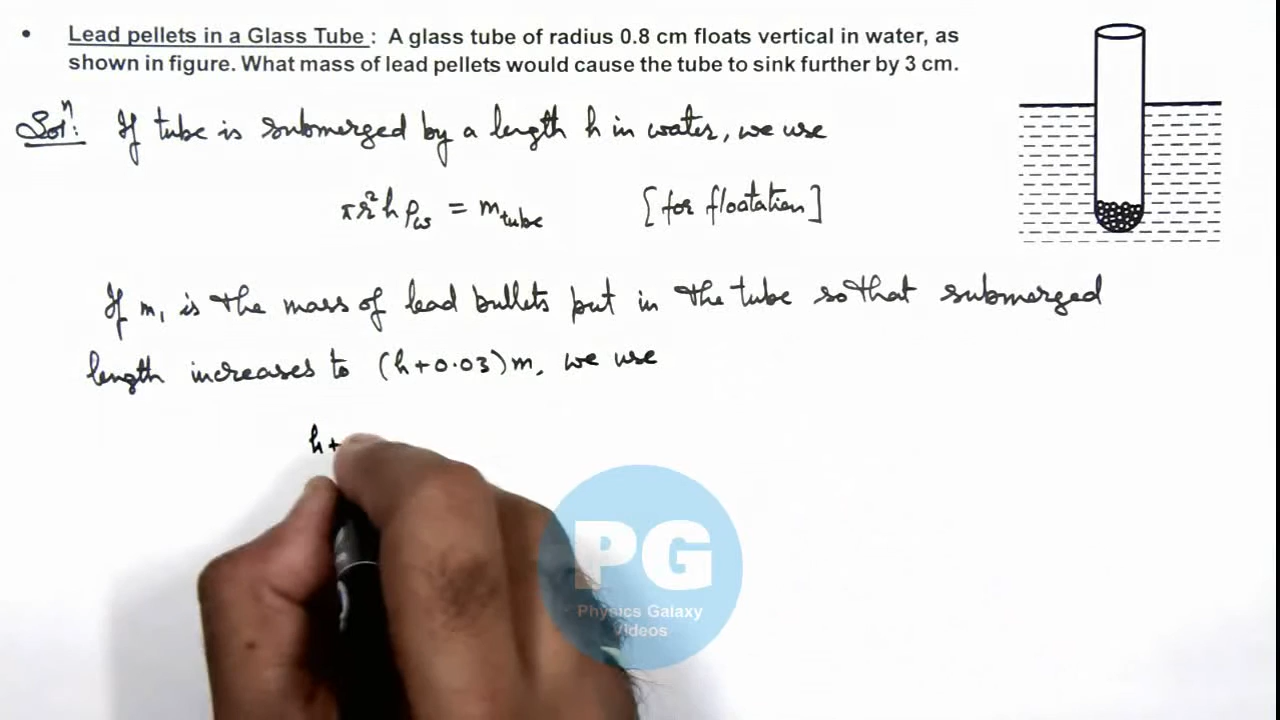 • Lead pellets in a Glass Tube : A glass tube of radius 0.8 cm floats vertical in water, as
shown in figure. What mass of lead pellets would cause the tube to sink further by 3 cm.
Solⁿ: If tube is submerged by a length h in water, we use
πr²hρw = mtube [for floatation]
If m₁ is the mass of lead bullets put in the tube so that submerged
length increases to (h+0.03)m, we use
h+
PG
Physics Galaxy
Videos